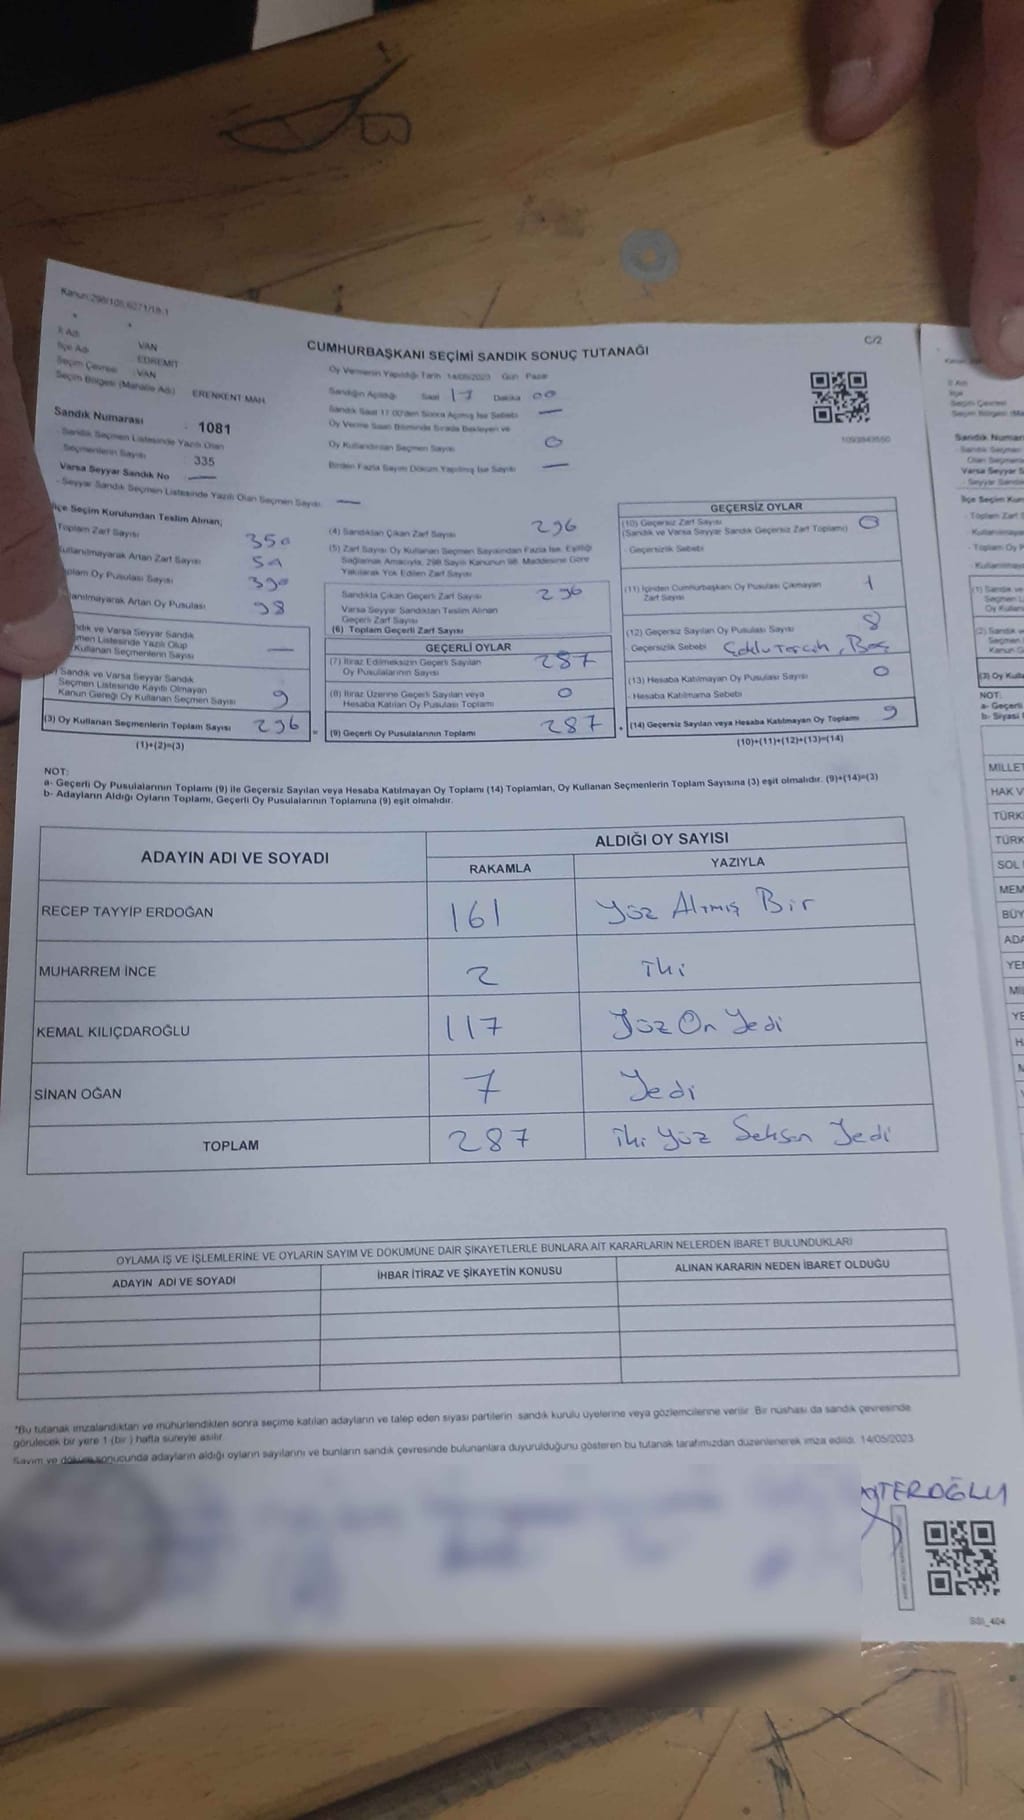 Kanun:298/105,6271/18-1
C/2
CUMHURBAŞKANI SEÇİMİ SANDIK SONUÇ TUTANAĞI
İl Adı VAN
İlçe Adı EDREMİT
Seçim Çevresi VAN
Seçim Bölgesi (Mahalle Adı) ERENKENT MAH.
Sandık Numarası 1081
Sandık Seçmen Listesinde Yazılı Olan
Seçmenlerin Sayısı 335
Varsa Seyyar Sandık No —
- Seyyar Sandık Seçmen Listesinde Yazılı Olan Seçmen Sayısı —
Oy Vermenin Yapıldığı Tarih 14/05/2023 Gün Pazar
Sandığın Açıldığı Saat 17 Dakika 00
Sandık Saat 17.00'den Sonra Açılmış İse Sebebi —
Oy Verme Saati Bitiminde Sırada Bekleyen ve
Oy Kullandırılan Seçmen Sayısı 0
Birden Fazla Sayım Döküm Yapılmış İse Sayısı —
İlçe Seçim Kurulundan Teslim Alınan;
Toplam Zarf Sayısı 350
Kullanılmayarak Artan Zarf Sayısı
Toplam Oy Pusulası Sayısı 390
Kullanılmayarak Artan Oy Pusulası 98
Sandık ve Varsa Seyyar Sandık
Seçmen Listesinde Yazılı Olup
Kullanan Seçmenlerin Sayısı —
Sandık ve Varsa Seyyar Sandık
Seçmen Listesinde Kayıtlı Olmayan
Kanun Gereği Oy Kullanan Seçmen Sayısı 9
(3) Oy Kullanan Seçmenlerin Toplam Sayısı 296
(1)+(2)=(3)
(4) Sandıktan Çıkan Zarf Sayısı 296
(5) Zarf Sayısı Oy Kullanan Seçmen Sayısından Fazla İse, Eşitliği
Sağlamak Amacıyla, 298 Sayılı Kanunun 98. Maddesine Göre
Yakılarak Yok Edilen Zarf Sayısı
Sandıkta Çıkan Geçerli Zarf Sayısı 296
Varsa Seyyar Sandıktan Teslim Alınan
Geçerli Zarf Sayısı
(6) Toplam Geçerli Zarf Sayısı
GEÇERLİ OYLAR
(7) İtiraz Edilmeksizin Geçerli Sayılan
Oy Pusulalarının Sayısı 287
(8) İtiraz Üzerine Geçerli Sayılan veya
Hesaba Katılan Oy Pusulası Toplamı 0
(9) Geçerli Oy Pusulalarının Toplamı 287
GEÇERSİZ OYLAR
(10) Geçersiz Zarf Sayısı
(Sandık ve Varsa Seyyar Sandık Geçersiz Zarf Toplamı) 0
- Geçersizlik Sebebi
(11) İçinden Cumhurbaşkanı Oy Pusulası Çıkmayan
Zarf Sayısı 1
(12) Geçersiz Sayılan Oy Pusulası Sayısı 8
- Geçersizlik Sebebi Çoklu Tercih, Boş
(13) Hesaba Katılmayan Oy Pusulası Sayısı 0
- Hesaba Katılmama Sebebi
(14) Geçersiz Sayılan veya Hesaba Katılmayan Oy Toplamı 9
(10)+(11)+(12)+(13)=(14)
NOT:
a- Geçerli Oy Pusulalarının Toplamı (9) ile Geçersiz Sayılan veya Hesaba Katılmayan Oy Toplamı (14) Toplamları, Oy Kullanan Seçmenlerin Toplam Sayısına (3) eşit olmalıdır. (9)+(14)=(3)
b- Adayların Aldığı Oyların Toplamı, Geçerli Oy Pusulalarının Toplamına (9) eşit olmalıdır.
ADAYIN ADI VE SOYADI ALDIĞI OY SAYISI
RAKAMLA YAZIYLA
RECEP TAYYİP ERDOĞAN 161 Yüz Altmış Bir
MUHARREM İNCE 2 iki
KEMAL KILIÇDAROĞLU 117 Yüz On Yedi
SİNAN OĞAN 7 Yedi
TOPLAM 287 iki Yüz Seksen Yedi
OYLAMA İŞ VE İŞLEMLERİNE VE OYLARIN SAYIM VE DÖKÜMÜNE DAİR ŞİKAYETLERLE BUNLARA AİT KARARLARIN NELERDEN İBARET BULUNDUKLARI
ADAYIN ADI VE SOYADI İHBAR İTİRAZ VE ŞİKAYETİN KONUSU ALINAN KARARIN NEDEN İBARET OLDUĞU
*Bu tutanak imzalandıktan ve mühürlendikten sonra seçime katılan adayların ve talep eden siyasi partilerin sandık kurulu üyelerine veya gözlemcilerine verilir. Bir nüshası da sandık çevresinde
görülecek bir yere 1 (bir) hafta süreyle asılır.
Sayım ve döküm sonucunda adayların aldığı oyların sayılarını ve bunların sandık çevresinde bulunanlara duyurulduğunu gösteren bu tutanak tarafımızdan düzenlenerek imza edildi. 14/05/2023
SSI_404
Sandık Numar
Varsa Seyyar S
NOT:
a- Geçerli
b- Siyasi
MİLLET
HAK V
TÜRK
TÜRK
SOL
MEM
BÜY
ADA
YE
Mİ
YE
H